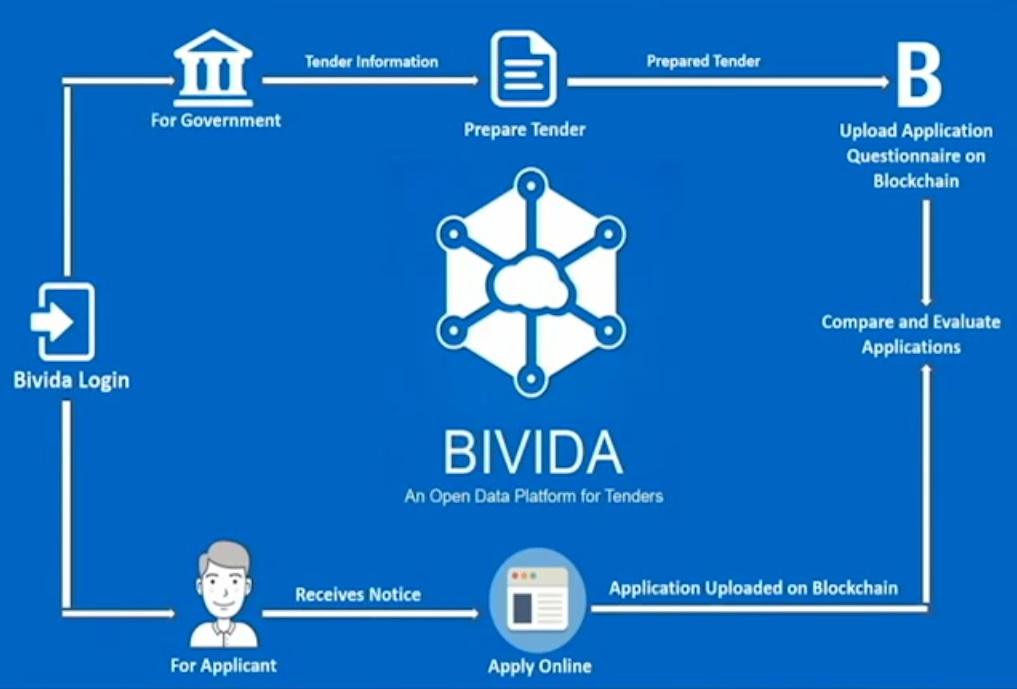 Tender Information
Prepared Tender
B
For Government
Prepare Tender
Upload Application
Questionnaire on
Blockchain
Compare and Evaluate
Applications
Bivida Login
BIVIDA
An Open Data Platform for Tenders
Receives Notice
Application Uploaded on Blockchain
For Applicant
Apply Online